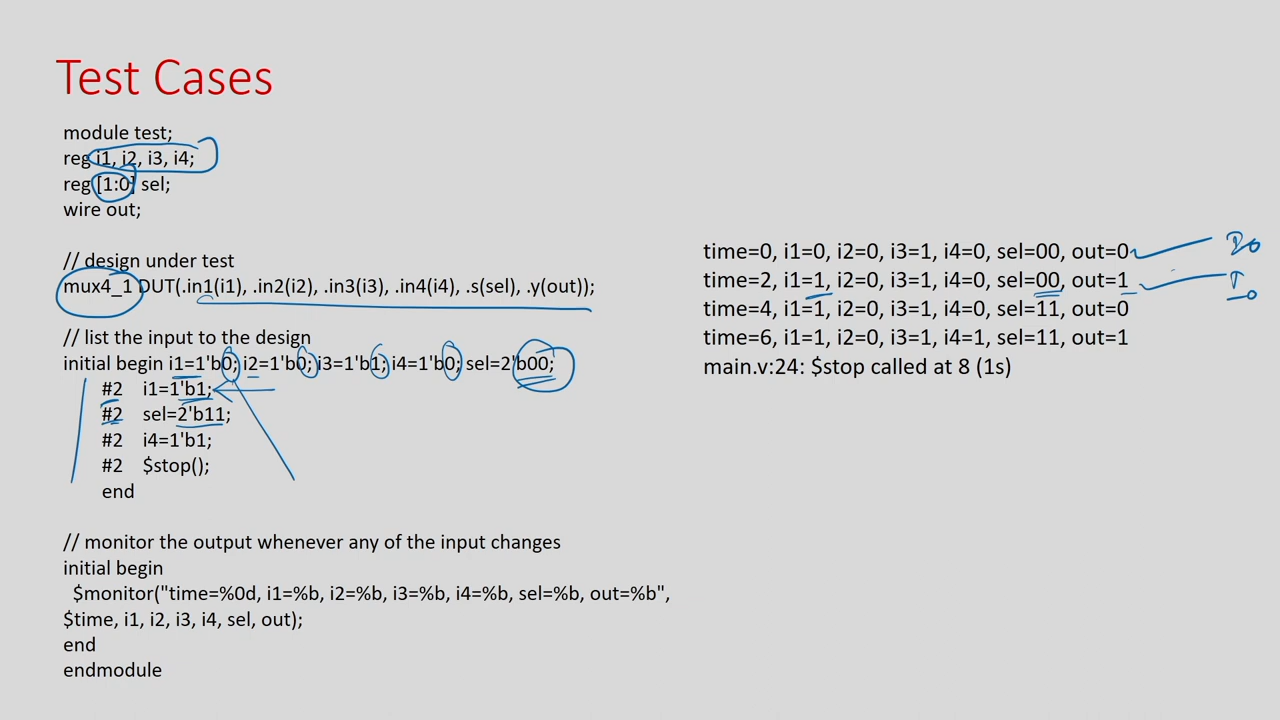 Test Cases
module test;
reg i1, i2, i3, i4;
reg [1:0] sel;
wire out;
// design under test
mux4_1 DUT(.in1(i1), .in2(i2), .in3(i3), .in4(i4), .s(sel), .y(out));
// list the input to the design
initial begin i1=1'b0; i2=1'b0; i3=1'b1; i4=1'b0; sel=2'b00;
#2 i1=1'b1;
#2 sel=2'b11;
#2 i4=1'b1;
#2 $stop();
end
// monitor the output whenever any of the input changes
initial begin
$monitor("time=%0d, i1=%b, i2=%b, i3=%b, i4=%b, sel=%b, out=%b",
$time, i1, i2, i3, i4, sel, out);
end
endmodule
time=0, i1=0, i2=0, i3=1, i4=0, sel=00, out=0
time=2, i1=1, i2=0, i3=1, i4=0, sel=00, out=1
time=4, i1=1, i2=0, i3=1, i4=0, sel=11, out=0
time=6, i1=1, i2=0, i3=1, i4=1, sel=11, out=1
main.v:24: $stop called at 8 (1s)